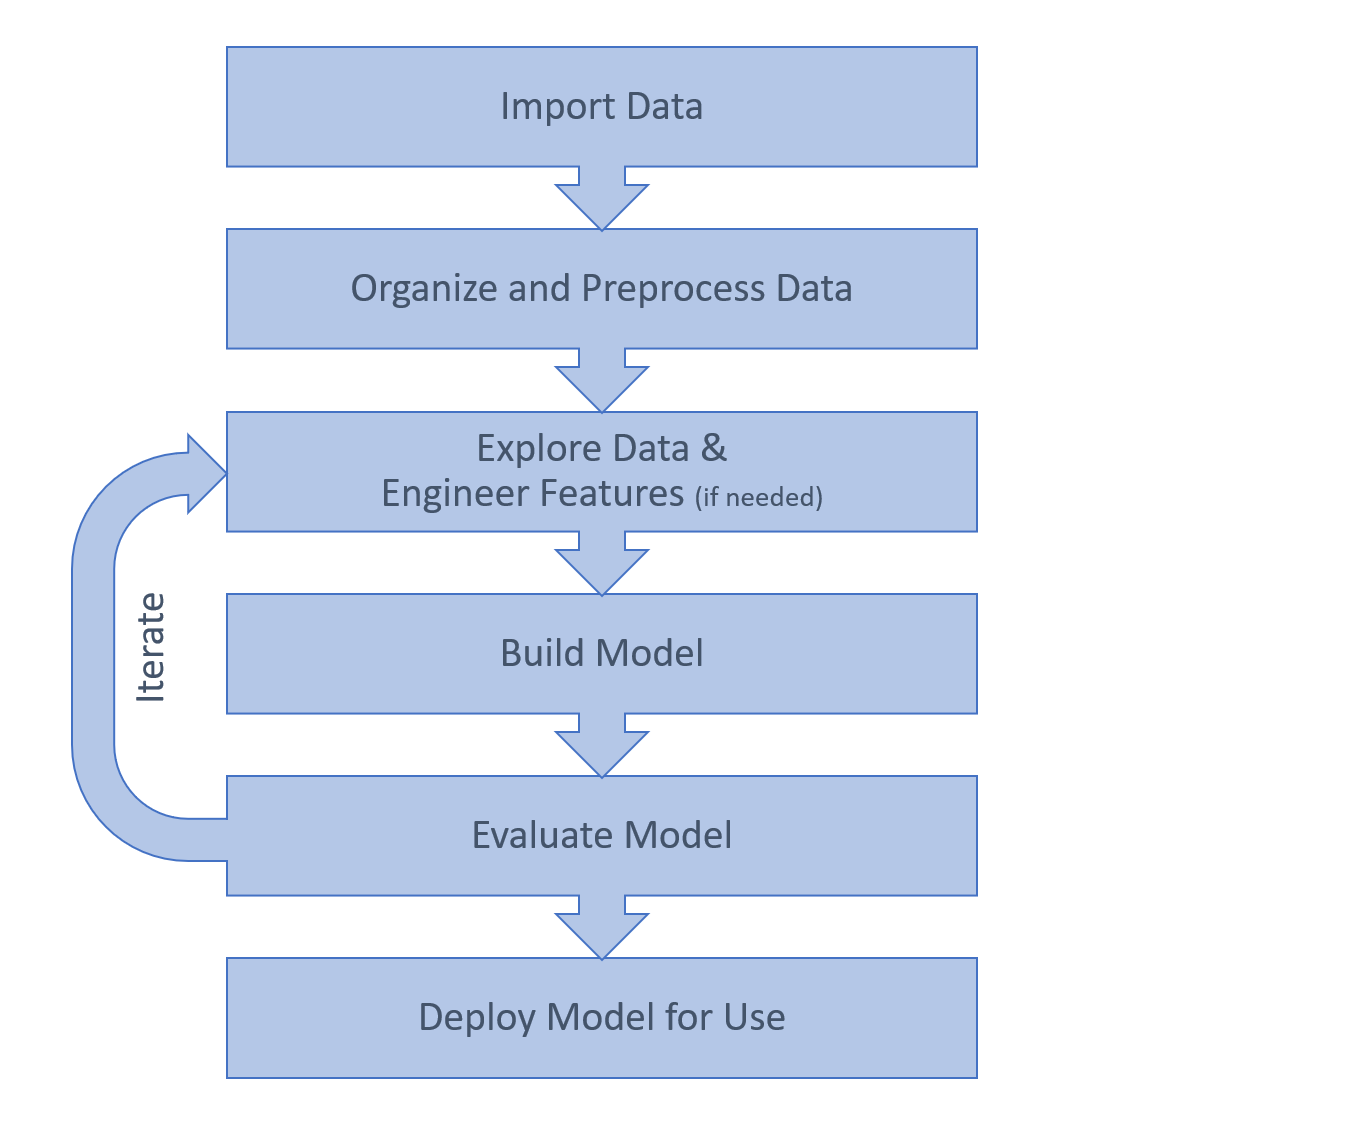 Import Data
Organize and Preprocess Data
Explore Data &
Engineer Features (if needed)
Iterate
Build Model
Evaluate Model
Deploy Model for Use